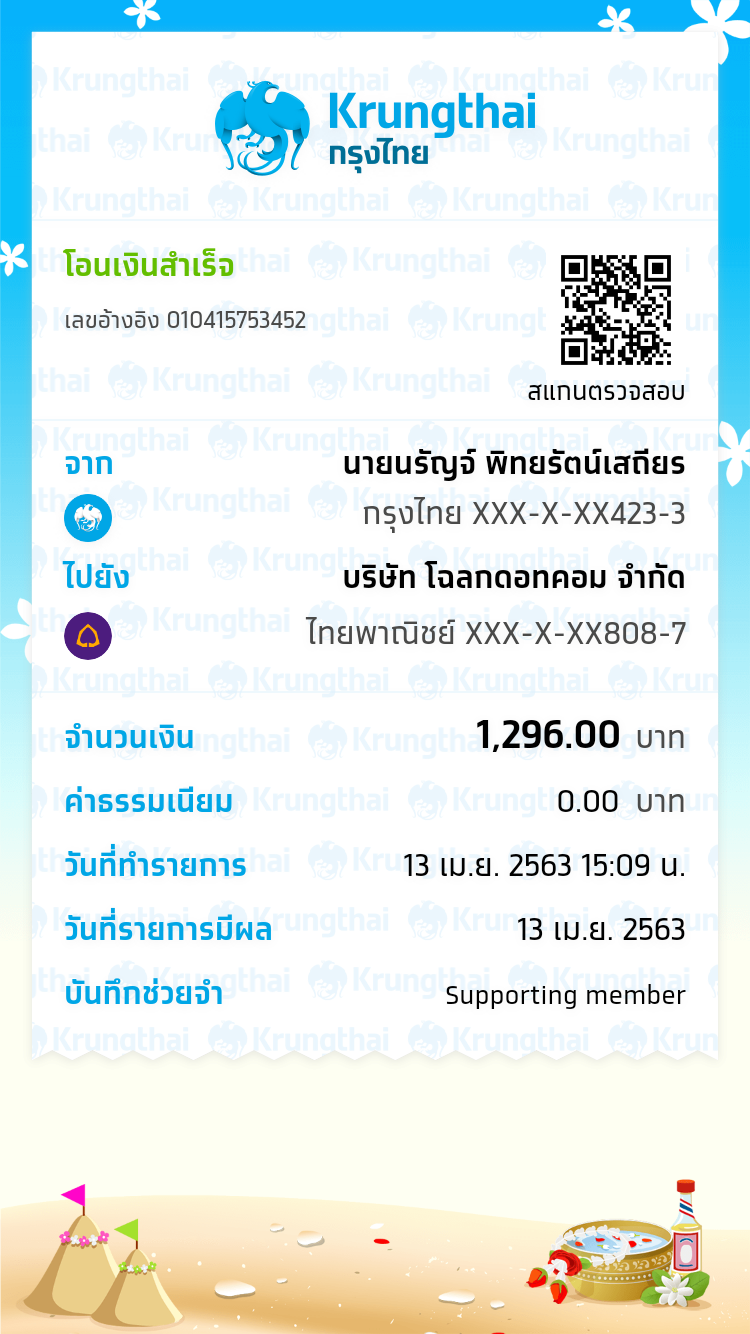 Krungthai
กรุงไทย
โอนเงินสำเร็จ
เลขอ้างอิง 010415753452
สแกนตรวจสอบ
จาก นายนรัญจ์ พิทยรัตน์เสถียร
กรุงไทย XXX-X-XX423-3
ไปยัง บริษัท โฉลกดอทคอม จำกัด
ไทยพาณิชย์ XXX-X-XX808-7
จำนวนเงิน 1,296.00 บาท
ค่าธรรมเนียม 0.00 บาท
วันที่ทำรายการ 13 เม.ย. 2563 15:09 น.
วันที่รายการมีผล 13 เม.ย. 2563
บันทึกช่วยจำ Supporting member